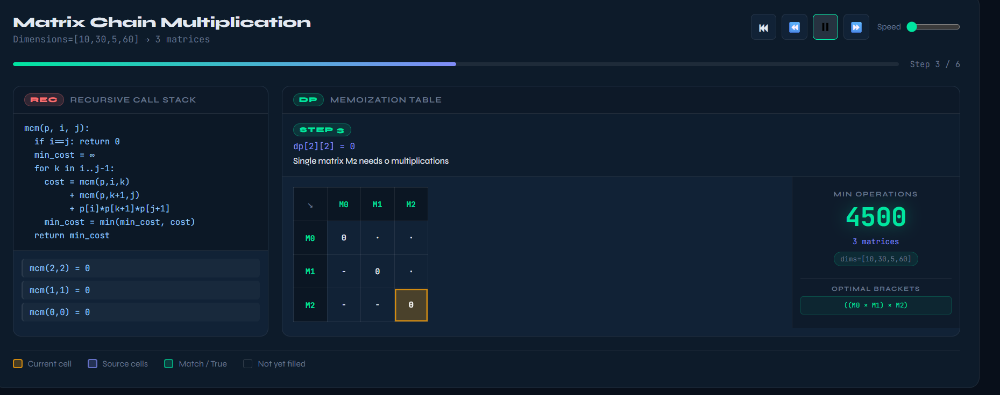 Matrix Chain Multiplication
Dimensions=[10,30,5,60] → 3 matrices
Speed
Step 3 / 6
REC RECURSIVE CALL STACK
mcm(p, i, j):
if i==j: return 0
min_cost = ∞
for k in i..j-1:
cost = mcm(p,i,k)
+ mcm(p,k+1,j)
+ p[i]*p[k+1]*p[j+1]
min_cost = min(min_cost, cost)
return min_cost
mcm(2,2) = 0
mcm(1,1) = 0
mcm(0,0) = 0
DP MEMOIZATION TABLE
STEP 3
dp[2][2] = 0
Single matrix M2 needs 0 multiplications
↘ M0 M1 M2
M0 0 · ·
M1 - 0 ·
M2 - - 0
MIN OPERATIONS
4500
3 matrices
dims=[10,30,5,60]
OPTIMAL BRACKETS
((M0 × M1) × M2)
Current cell Source cells Match / True Not yet filled